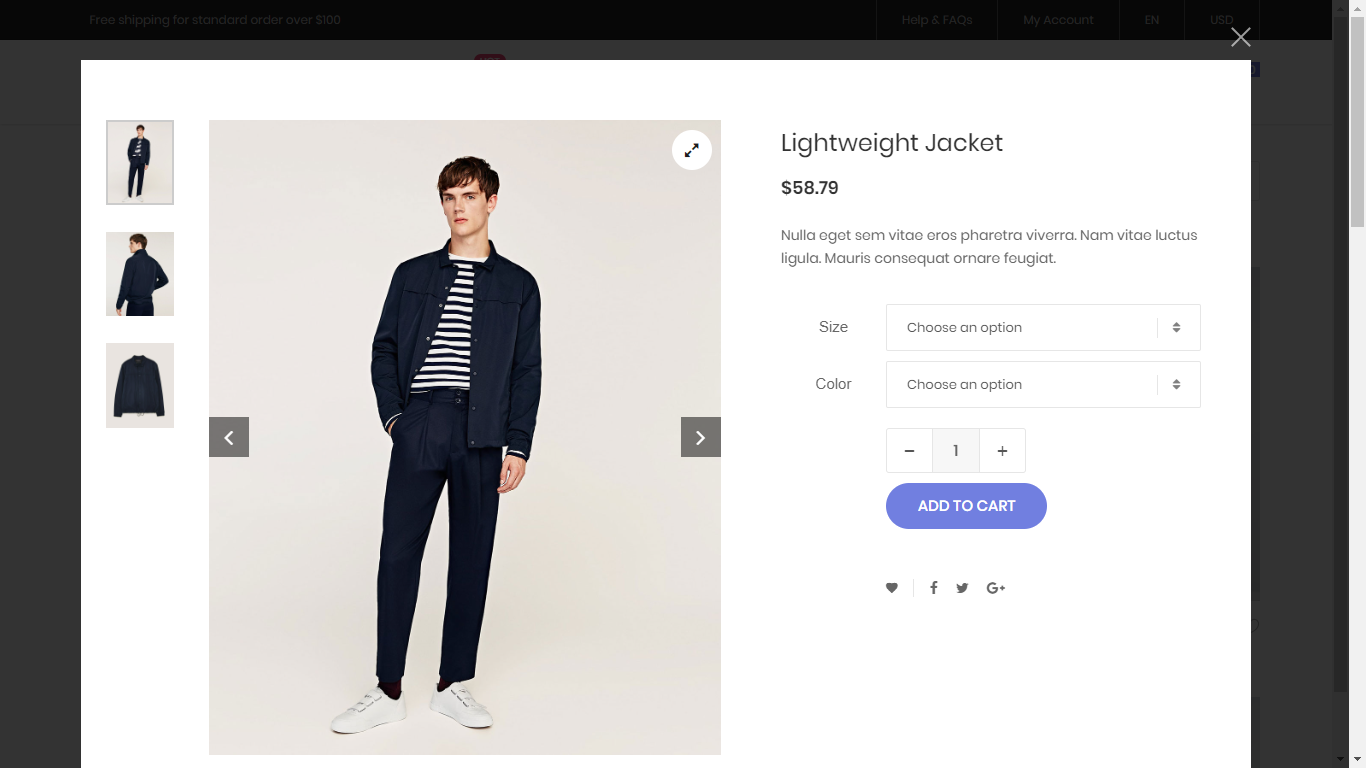 Free shipping for standard order over $100
Help & FAQs
My Account
EN
USD
Lightweight Jacket
$58.79
Nulla eget sem vitae eros pharetra viverra. Nam vitae luctus
ligula. Mauris consequat ornare feugiat.
Size
Choose an option
Color
Choose an option
− 1 +
ADD TO CART